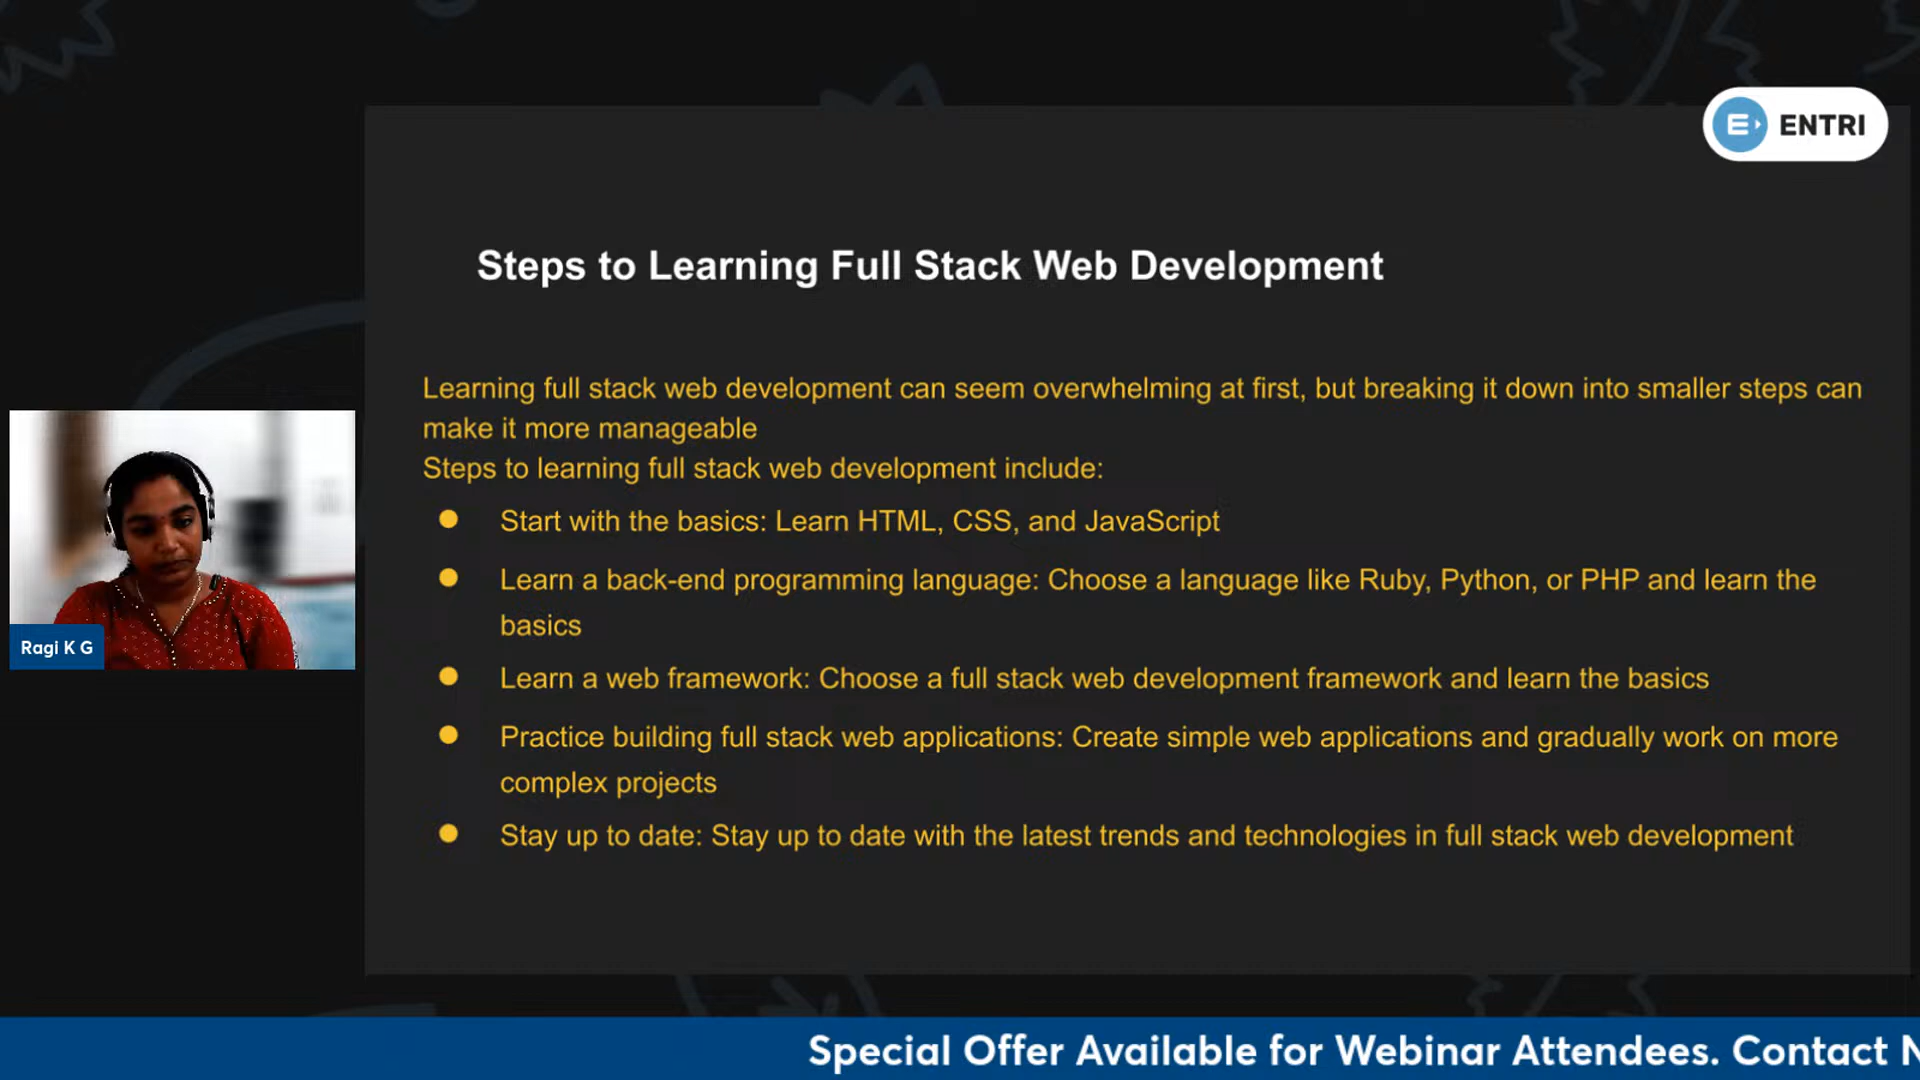 ENTRI
Steps to Learning Full Stack Web Development
Learning full stack web development can seem overwhelming at first, but breaking it down into smaller steps can
make it more manageable
Steps to learning full stack web development include:
Start with the basics: Learn HTML, CSS, and JavaScript
Learn a back-end programming language: Choose a language like Ruby, Python, or PHP and learn the
basics
Learn a web framework: Choose a full stack web development framework and learn the basics
Practice building full stack web applications: Create simple web applications and gradually work on more
complex projects
Stay up to date: Stay up to date with the latest trends and technologies in full stack web development
Ragi K G
Special Offer Available for Webinar Attendees. Contact